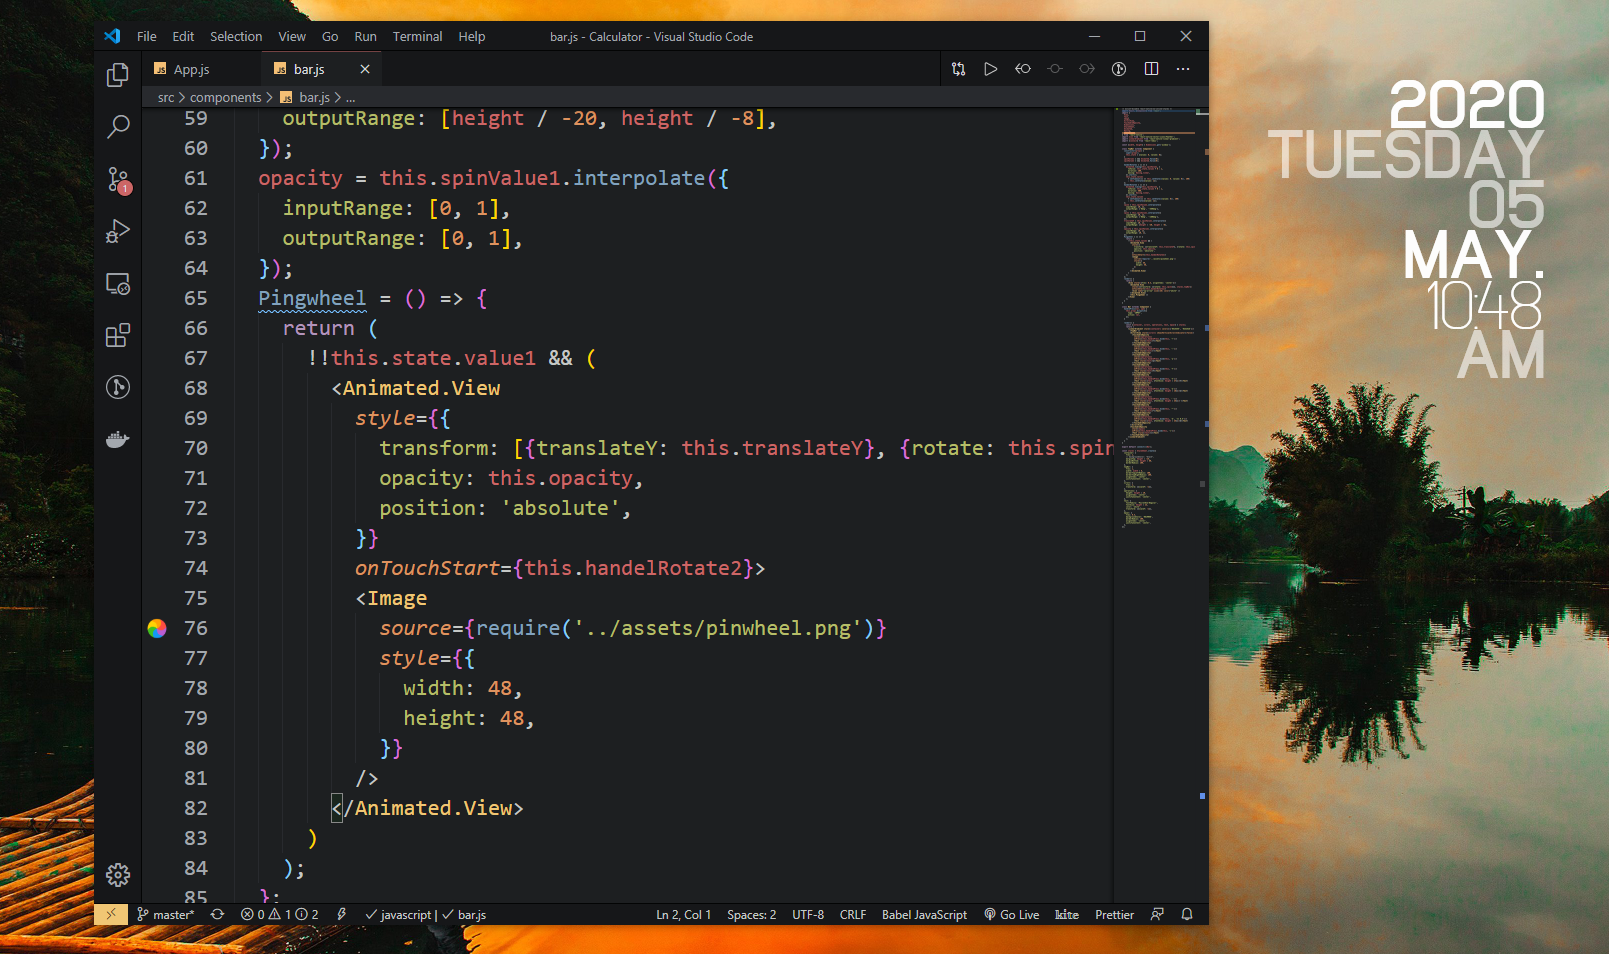 File Edit Selection View Go Run Terminal Help bar.js - Calculator - Visual Studio Code
App.js bar.js
src > components > bar.js > ...
59 outputRange: [height / -20, height / -8],
60 });
61 opacity = this.spinValue1.interpolate({
62 inputRange: [0, 1],
63 outputRange: [0, 1],
64 });
65 Pingwheel = () => {
66 return (
67 !!this.state.value1 && (
68 <Animated.View
69 style={{
70 transform: [{translateY: this.translateY}, {rotate: this.spin
71 opacity: this.opacity,
72 position: 'absolute',
73 }}
74 onTouchStart={this.handelRotate2}>
75 <Image
76 source={require('../assets/pinwheel.png')}
77 style={{
78 width: 48,
79 height: 48,
80 }}
81 />
82 </Animated.View>
83 )
84 );
85 };
1
master* 0 1 2 javascript | bar.js Ln 2, Col 1 Spaces: 2 UTF-8 CRLF Babel JavaScript Go Live kite Prettier
2020
TUESDAY
05
MAY.
10:48
AM